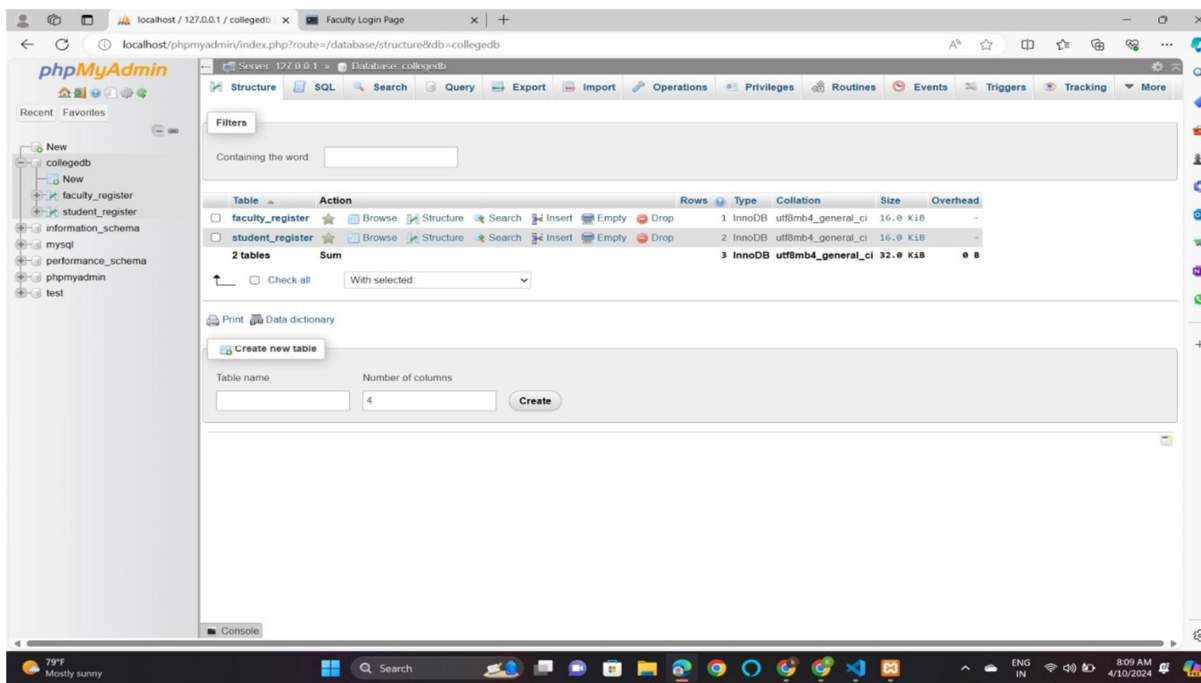 localhost / 127.0.0.1 / collegedb
Faculty Login Page
localhost/phpmyadmin/index.php?route=/database/structure&db=collegedb
phpMyAdmin
Recent Favorites
New
collegedb
New
faculty_register
student_register
information_schema
mysql
performance_schema
phpmyadmin
test
Server: 127.0.0.1 » Database: collegedb
Structure SQL Search Query Export Import Operations Privileges Routines Events Triggers Tracking More
Filters
Containing the word:
Table Action Rows Type Collation Size Overhead
faculty_register Browse Structure Search Insert Empty Drop 1 InnoDB utf8mb4_general_ci 16.0 KiB -
student_register Browse Structure Search Insert Empty Drop 2 InnoDB utf8mb4_general_ci 16.0 KiB -
2 tables Sum 3 InnoDB utf8mb4_general_ci 32.0 KiB 0 B
Check all With selected:
Print Data dictionary
Create new table
Table name Number of columns
4 Create
Console
79°F
Mostly sunny
Search
ENG
IN
8:09 AM
4/10/2024